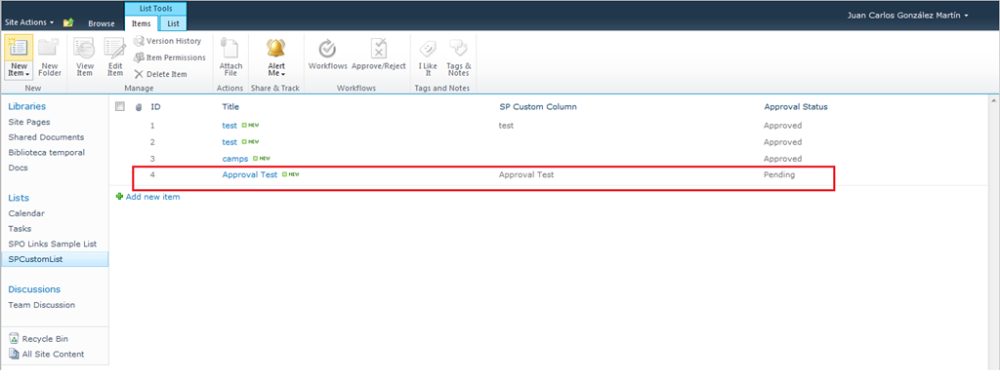 List Tools
Site Actions Browse Items List Juan Carlos González Martín
New Item
New Folder
New
View Item
Edit Item
Version History
Item Permissions
Delete Item
Manage
Attach File
Actions
Alert Me
Share & Track
Workflows
Approve/Reject
Workflows
I Like It
Tags & Notes
Tags and Notes
Libraries
Site Pages
Shared Documents
Biblioteca temporal
Docs
Lists
Calendar
Tasks
SPO Links Sample List
SPCustomList
Discussions
Team Discussion
Recycle Bin
All Site Content
ID Title SP Custom Column Approval Status
1 test NEW test Approved
2 test NEW Approved
3 camps NEW Approved
4 Approval Test NEW Approval Test Pending
Add new item